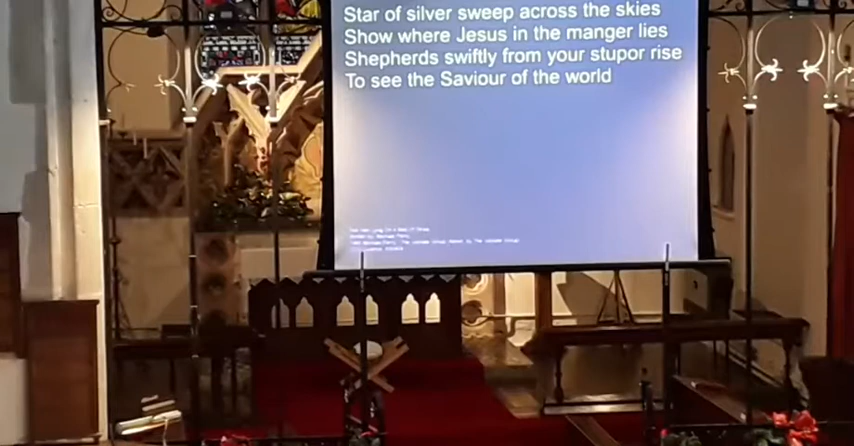 Star of silver sweep across the skies
Show where Jesus in the manger lies
Shepherds swiftly from your stupor rise
To see the Saviour of the world